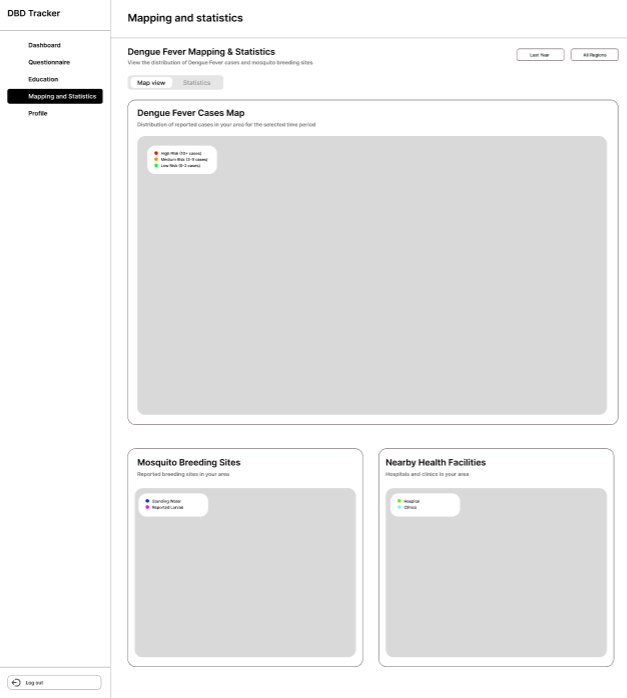 DBD Tracker
Dashboard
Questionnaire
Education
Mapping and Statistics
Profile
Log out
Mapping and statistics
Dengue Fever Mapping & Statistics
View the distribution of Dengue Fever cases and mosquito breeding sites
Last Year
All Regions
Map view
Statistics
Dengue Fever Cases Map
Distribution of reported cases in your area for the selected time period
High Risk (10+ cases)
Medium Risk (3-9 cases)
Low Risk (0-2 cases)
Mosquito Breeding Sites
Reported breeding sites in your area
Standing Water
Reported Larvae
Nearby Health Facilities
Hospitals and clinics in your area
Hospital
Clinics